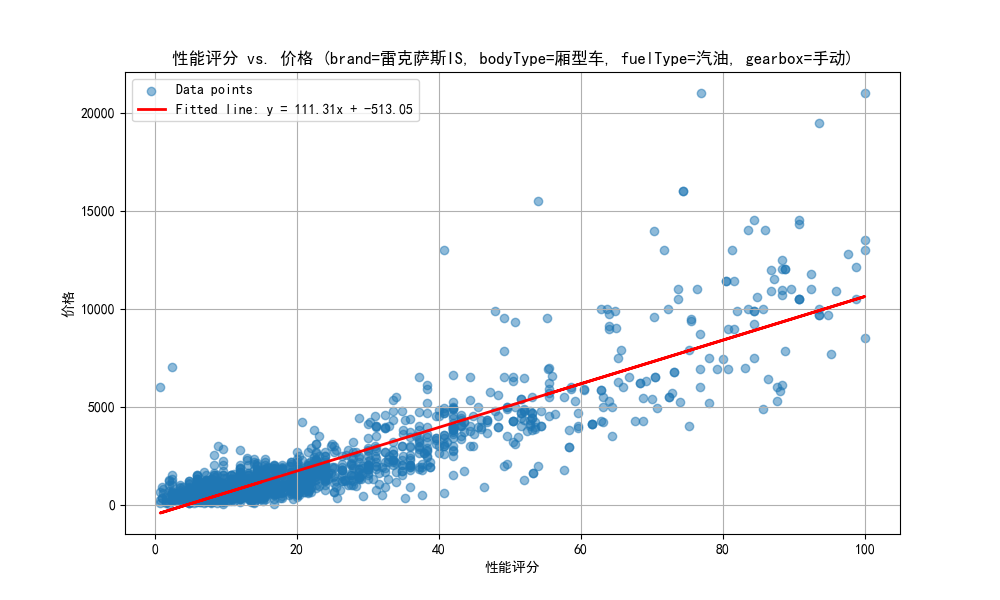 性能评分 vs. 价格 (brand=雷克萨斯IS, bodyType=厢型车, fuelType=汽油, gearbox=手动)
Data points
Fitted line: y = 111.31x + -513.05
20000
15000
10000
5000
0
价格
0 20 40 60 80 100
性能评分